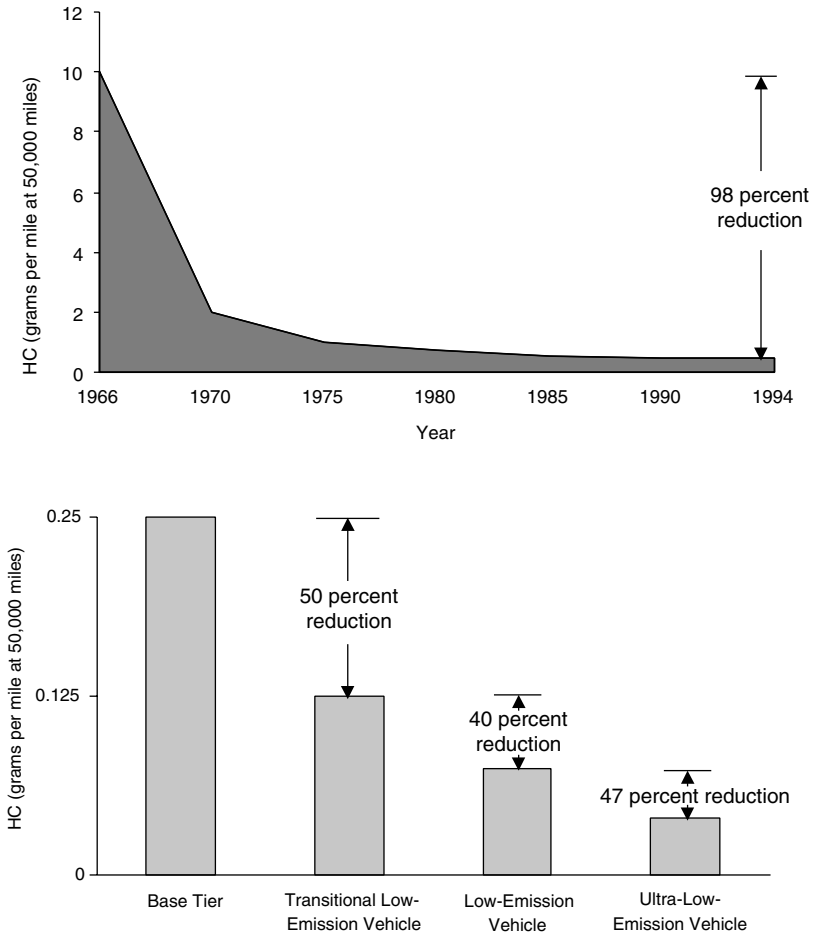 12
10
8
6
4
2
0
HC (grams per mile at 50,000 miles)
98 percent
reduction
1966 1970 1975 1980 1985 1990 1994
Year
0.25
0.125
0
HC (grams per mile at 50,000 miles)
50 percent
reduction
40 percent
reduction
47 percent reduction
Base Tier
Transitional Low-
Emission Vehicle
Low-Emission
Vehicle
Ultra-Low-
Emission Vehicle